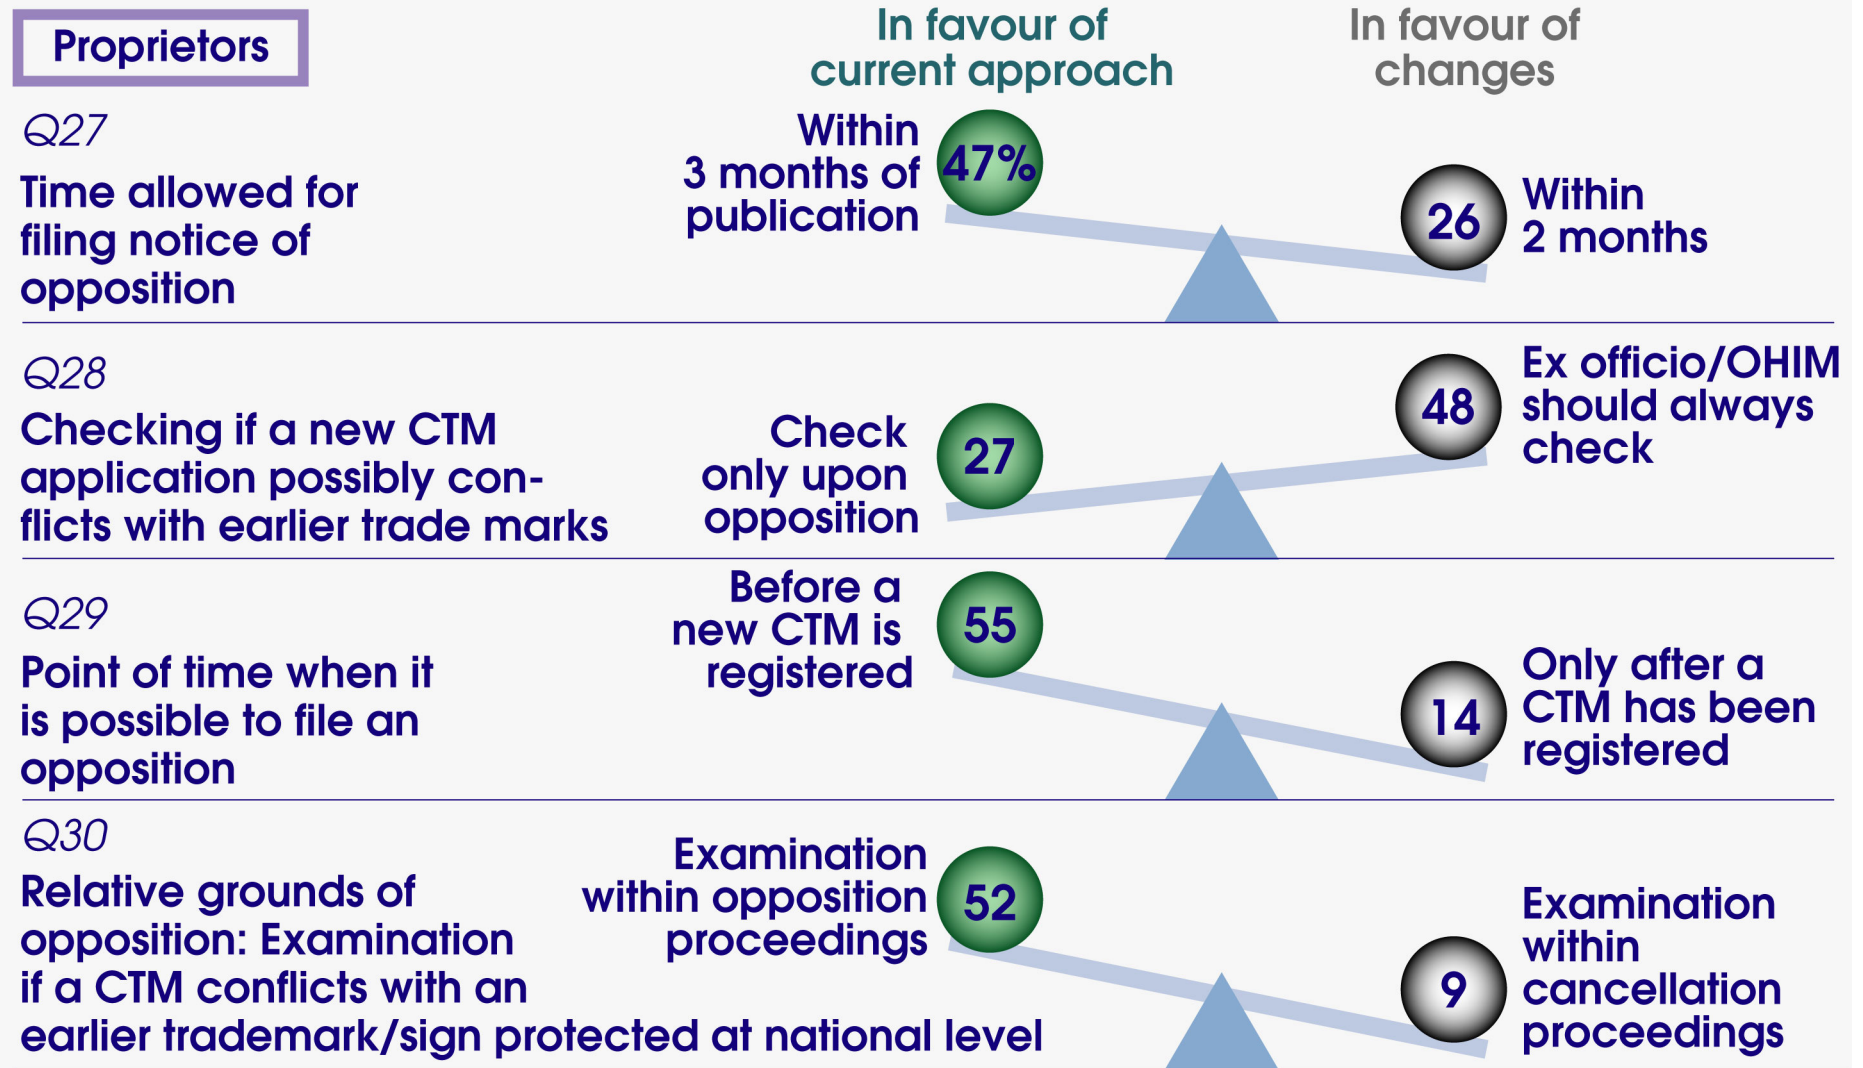 Proprietors
In favour of
current approach
In favour of
changes
Q27
Time allowed for
filing notice of
opposition
Within
3 months of
publication
47%
26
Within
2 months
Q28
Checking if a new CTM
application possibly con-
flicts with earlier trade marks
Check
only upon
opposition
27
48
Ex officio/OHIM
should always
check
Q29
Point of time when it
is possible to file an
opposition
Before a
new CTM is
registered
55
14
Only after a
CTM has been
registered
Q30
Relative grounds of
opposition: Examination
if a CTM conflicts with an
earlier trademark/sign protected at national level
Examination
within opposition
proceedings
52
9
Examination
within
cancellation
proceedings